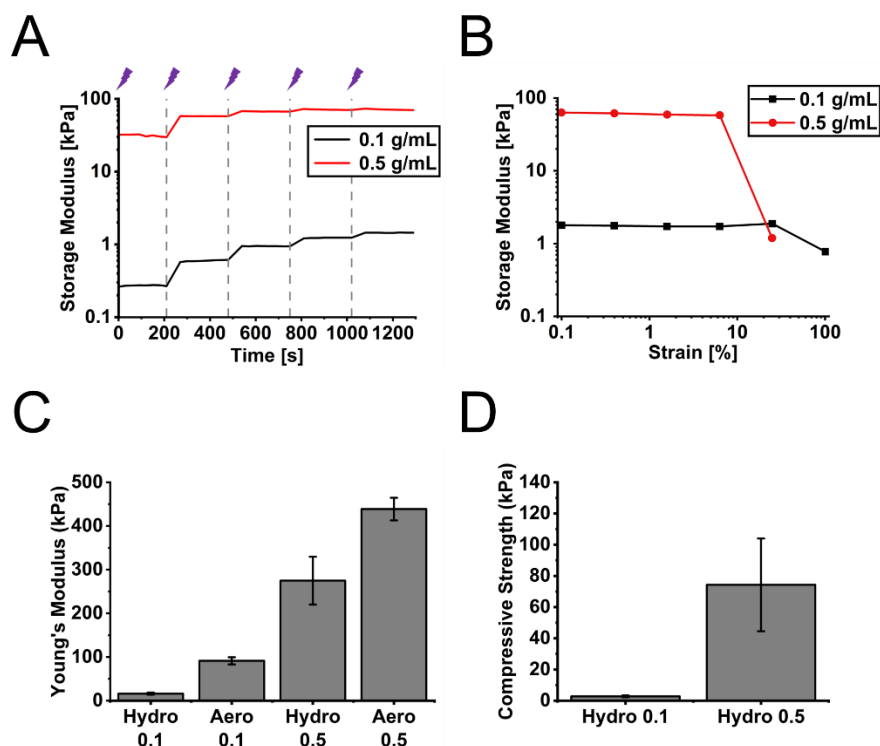 A
Storage Modulus [kPa]
100
10
1
0.1
0 200 400 600 800 1000 1200
Time [s]
0.1 g/mL
0.5 g/mL
B
Storage Modulus [kPa]
100
10
1
0.1
0.1 1 10 100
Strain [%]
0.1 g/mL
0.5 g/mL
C
Young's Modulus (kPa)
500
400
300
200
100
0
Hydro Aero Hydro Aero
0.1 0.1 0.5 0.5
D
Compressive Strength (kPa)
140
120
100
80
60
40
20
0
Hydro 0.1 Hydro 0.5